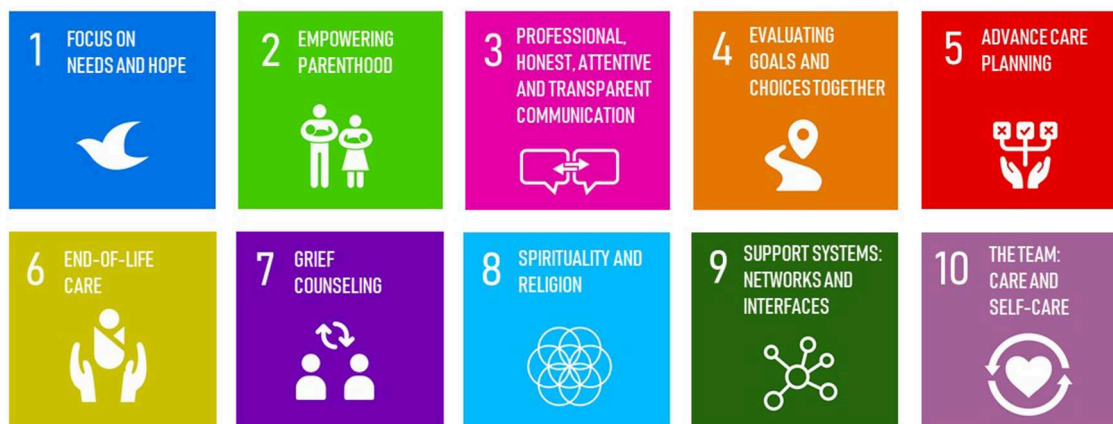 1
FOCUS ON
NEEDS AND HOPE
2
EMPOWERING
PARENTHOOD
3
PROFESSIONAL,
HONEST, ATTENTIVE
AND TRANSPARENT
COMMUNICATION
4
EVALUATING
GOALS AND
CHOICES TOGETHER
5
ADVANCE CARE
PLANNING
6
END-OF-LIFE
CARE
7
GRIEF
COUNSELING
8
SPIRITUALITY AND
RELIGION
9
SUPPORT SYSTEMS:
NETWORKS AND
INTERFACES
10
THE TEAM:
CARE AND
SELF-CARE